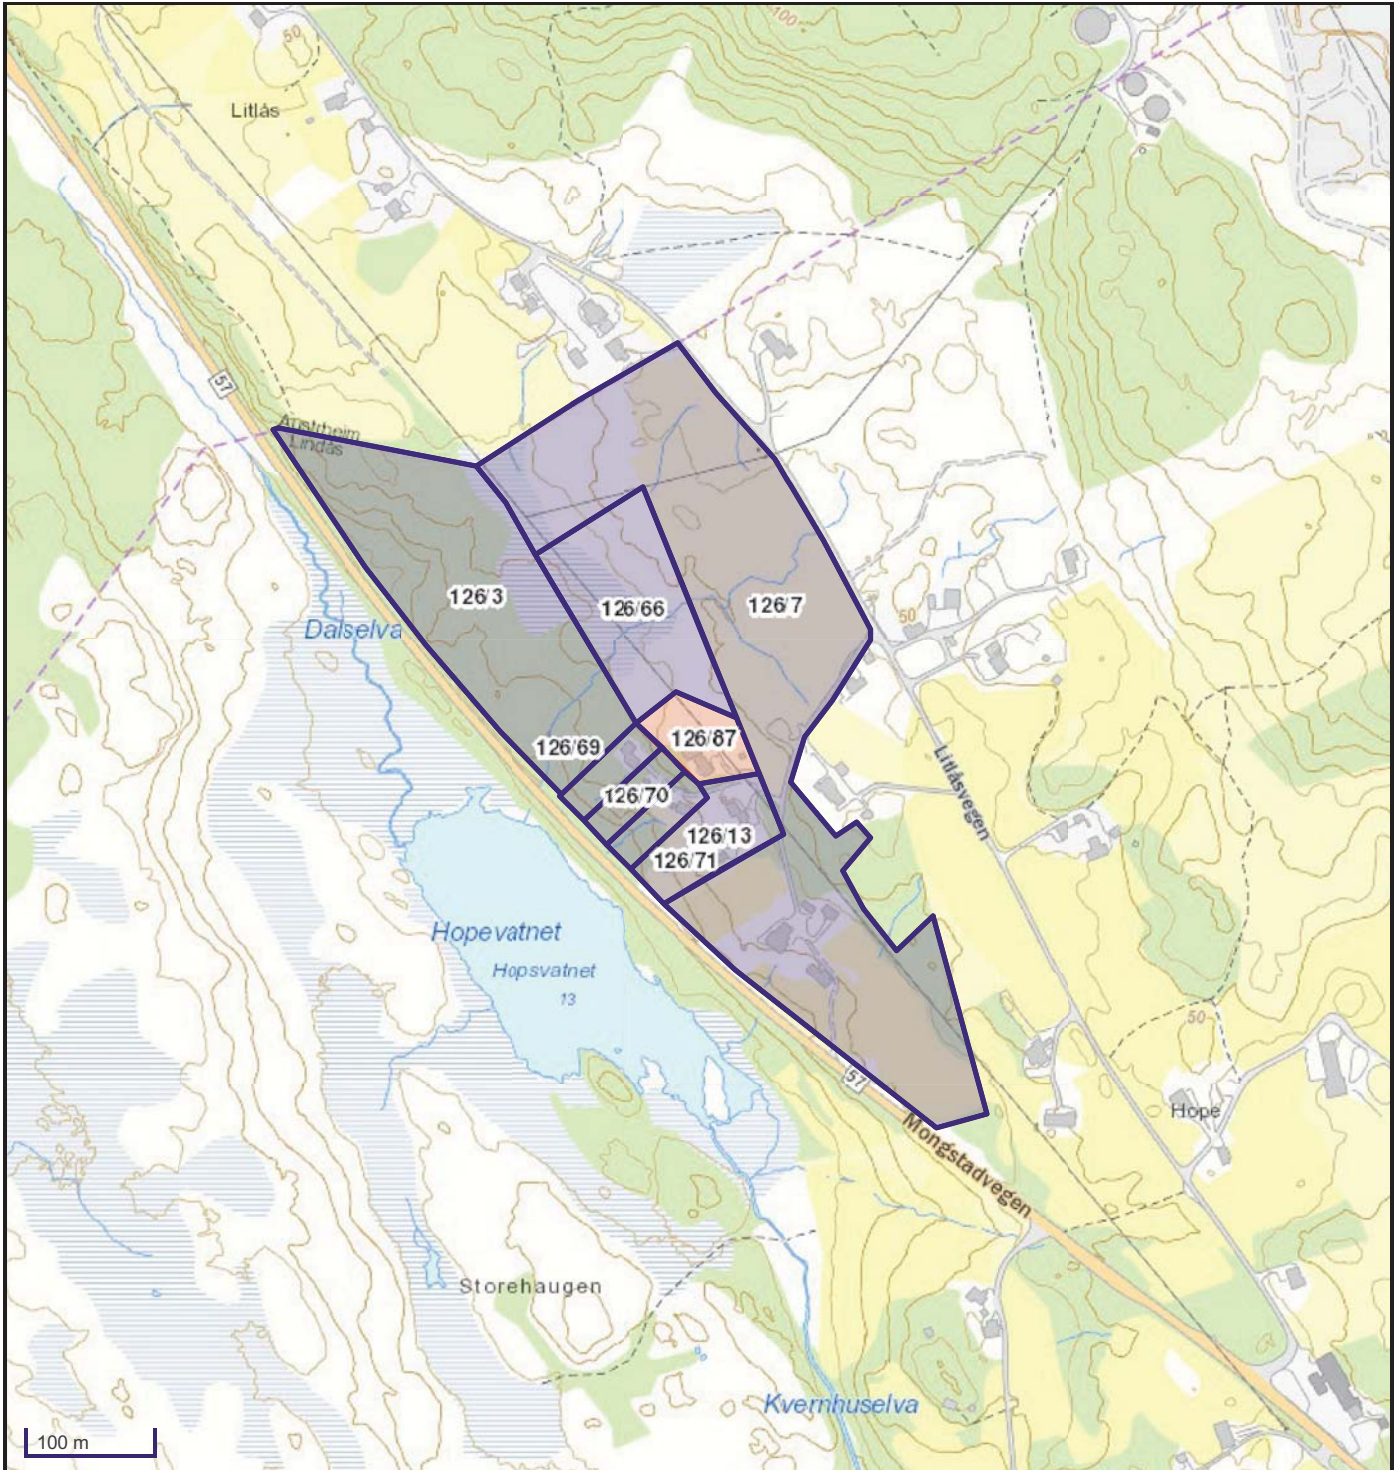 100
50
Litlås
57
Austrheim
Lindås
126/3
126/66
126/7
50
Dalselva
126/69
126/87
126/70
Litlåsvegen
126/13
126/71
Hopevatnet
Hopsvatnet
13
50
57
Hope
Mongstadvegen
Storehaugen
Kvernhuselva
100 m